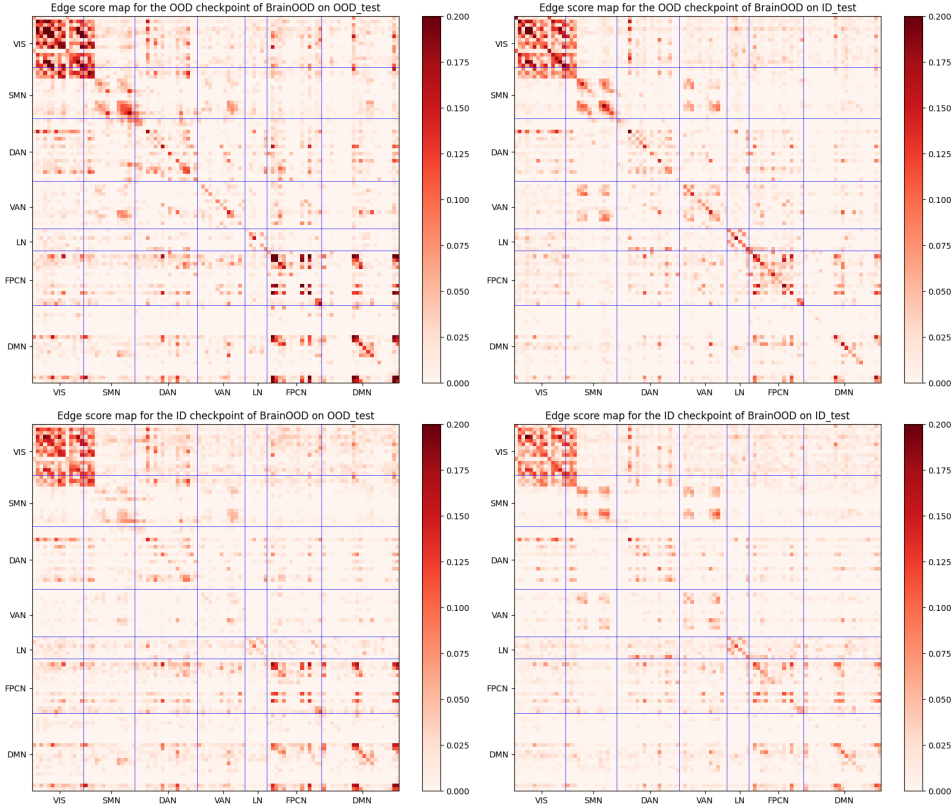 Edge score map for the OOD checkpoint of BrainOOD on OOD_test
VIS
SMN
DAN
VAN
LN
FPCN
DMN
VIS SMN DAN VAN LN FPCN DMN
0.200
0.175
0.150
0.125
0.100
0.075
0.050
0.025
0.000
Edge score map for the OOD checkpoint of BrainOOD on ID_test
VIS
SMN
DAN
VAN
LN
FPCN
DMN
VIS SMN DAN VAN LN FPCN DMN
0.200
0.175
0.150
0.125
0.100
0.075
0.050
0.025
0.000
Edge score map for the ID checkpoint of BrainOOD on OOD_test
VIS
SMN
DAN
VAN
LN
FPCN
DMN
VIS SMN DAN VAN LN FPCN DMN
0.200
0.175
0.150
0.125
0.100
0.075
0.050
0.025
0.000
Edge score map for the ID checkpoint of BrainOOD on ID_test
VIS
SMN
DAN
VAN
LN
FPCN
DMN
VIS SMN DAN VAN LN FPCN DMN
0.200
0.175
0.150
0.125
0.100
0.075
0.050
0.025
0.000